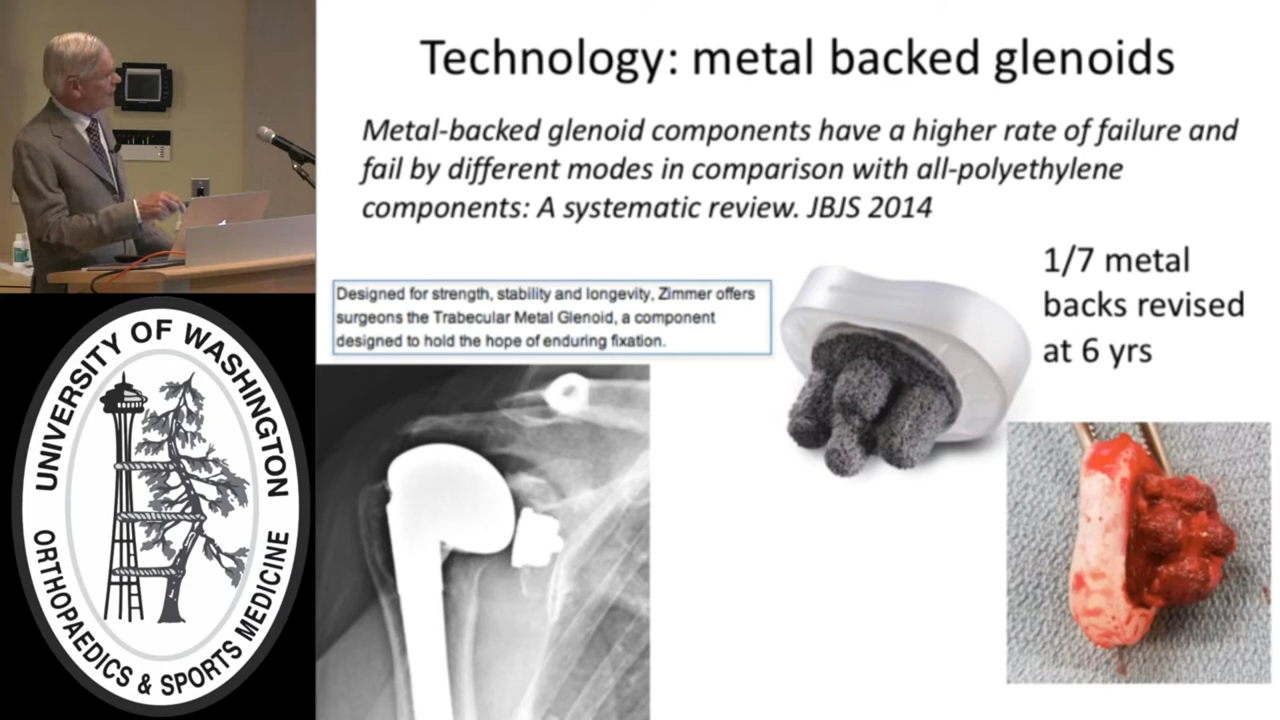 Technology: metal backed glenoids
Metal-backed glenoid components have a higher rate of failure and
fail by different modes in comparison with all-polyethylene
components: A systematic review. JBJS 2014
Designed for strength, stability and longevity, Zimmer offers
surgeons the Trabecular Metal Glenoid, a component
designed to hold the hope of enduring fixation.
1/7 metal
backs revised
at 6 yrs
UNIVERSITY OF WASHINGTON
ORTHOPAEDICS & SPORTS MEDICINE